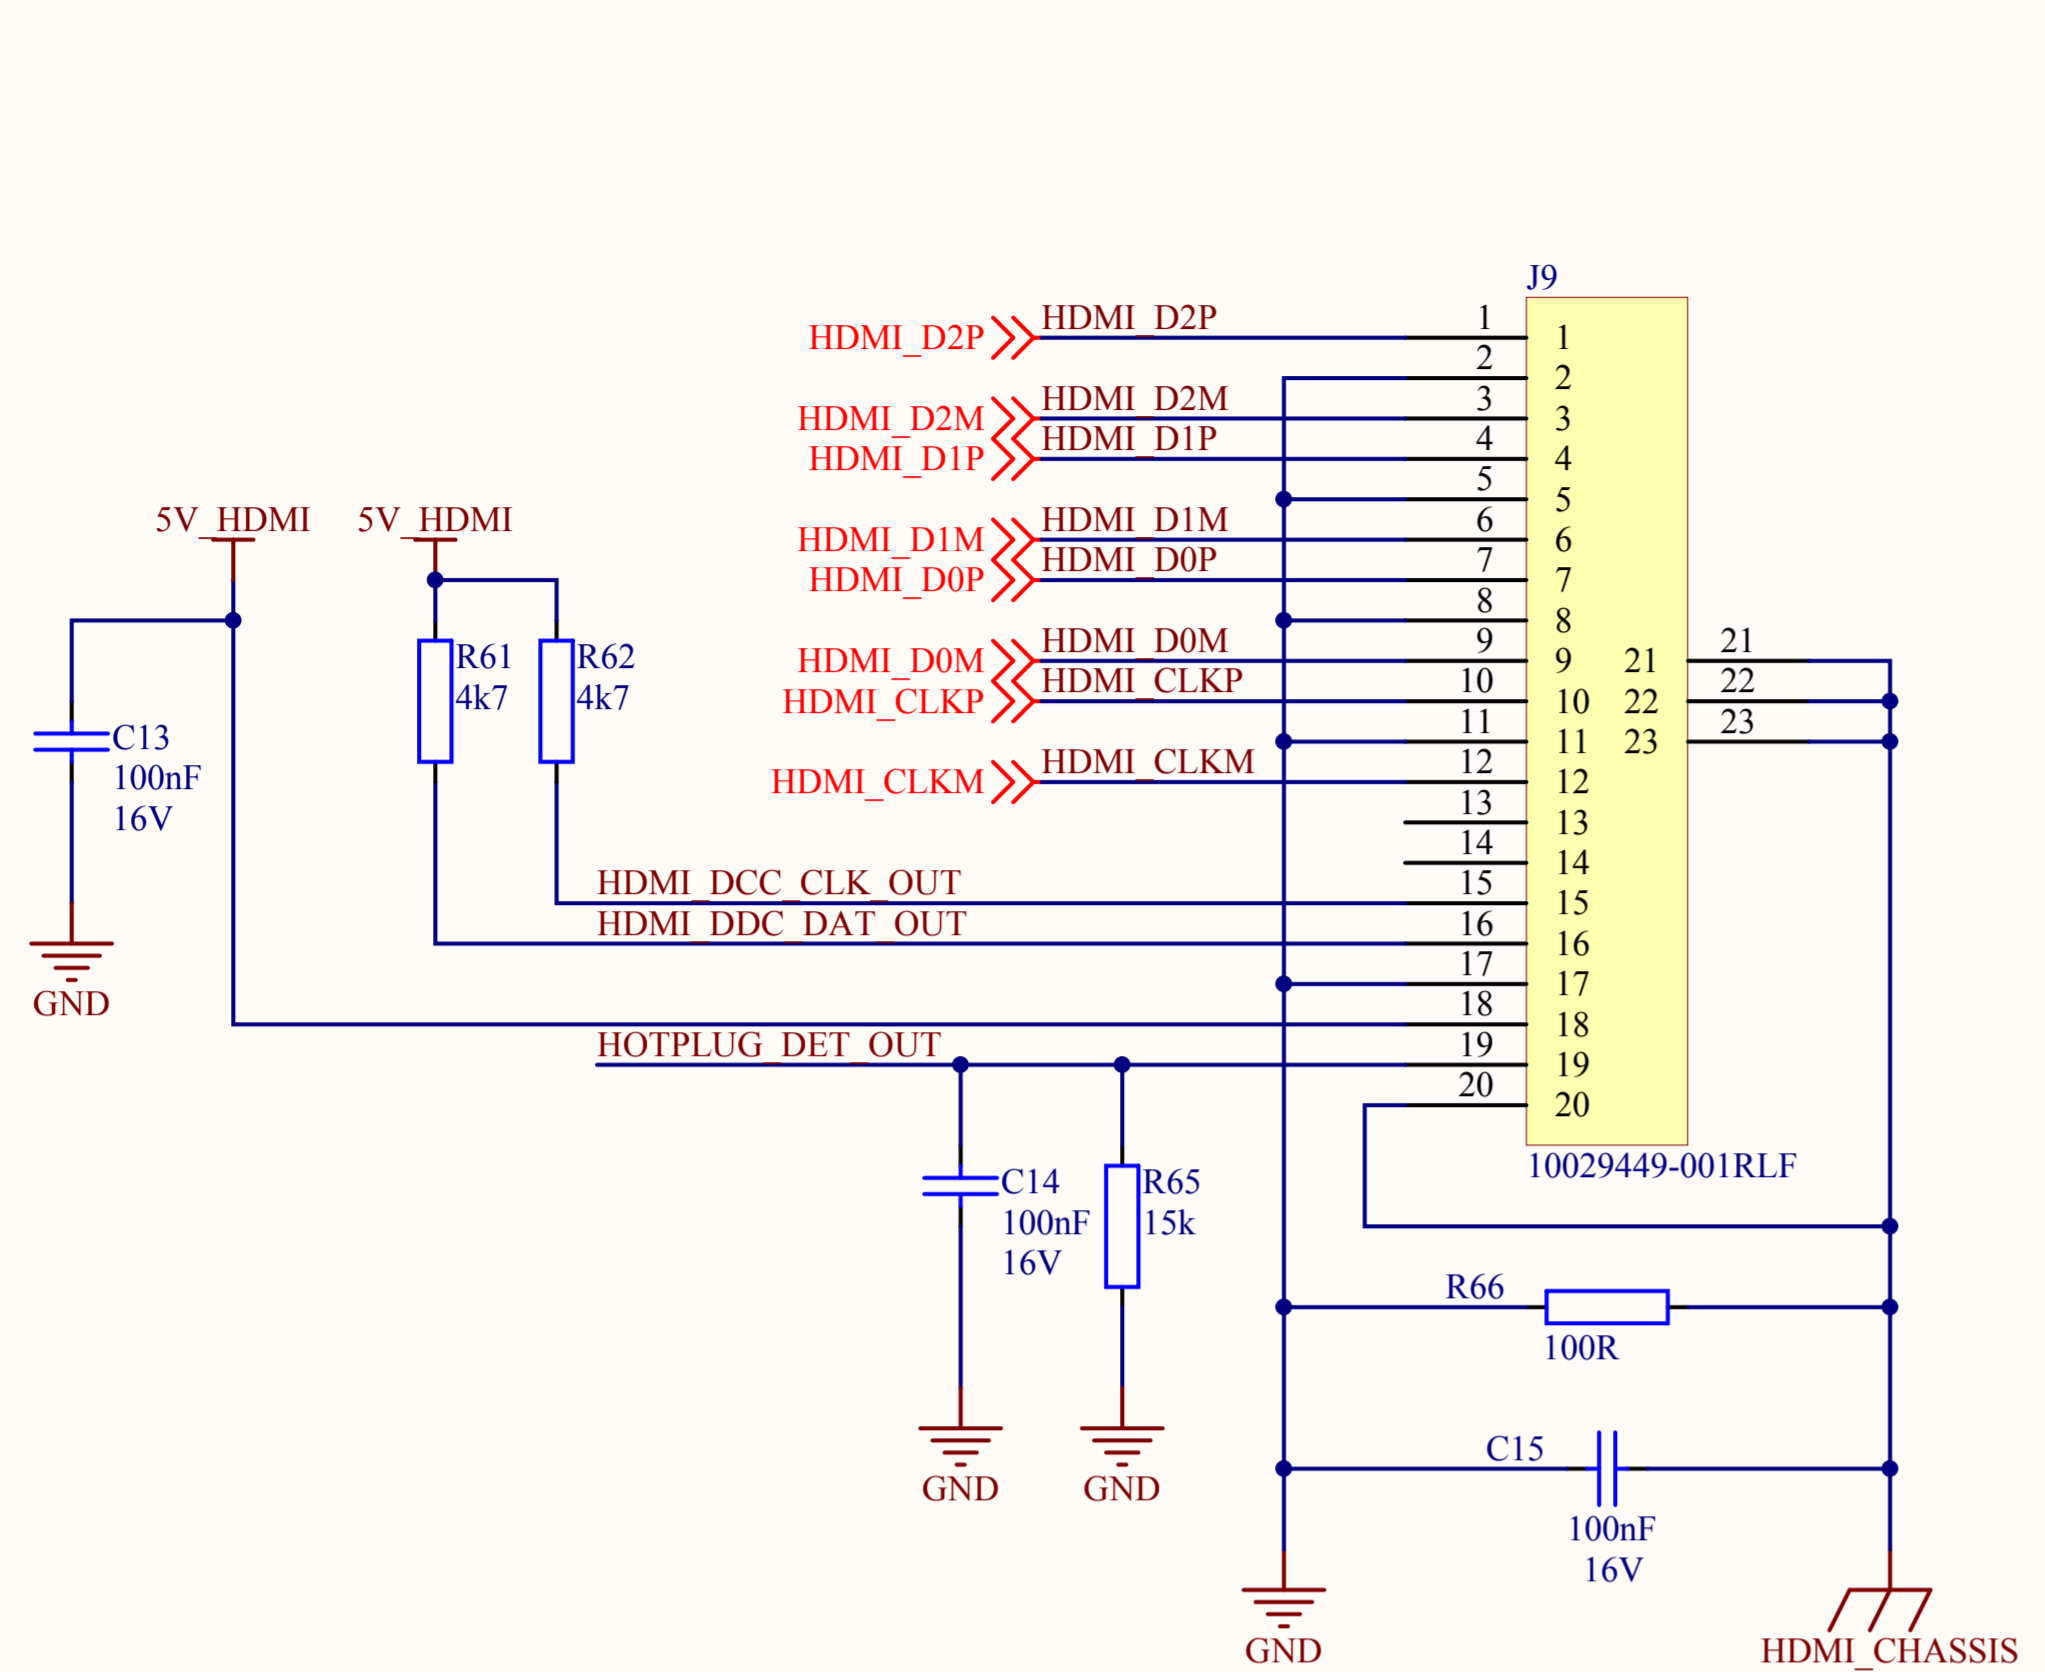 J9
HDMI_D2P
HDMI_D2P
1
1
2
2
HDMI_D2M
HDMI_D2M
3
3
HDMI_D1P
HDMI_D1P
4
4
5
5
HDMI_D1M
HDMI_D1M
6
6
HDMI_D0P
HDMI_D0P
7
7
8
8
HDMI_D0M
HDMI_D0M
9
9
21
21
HDMI_CLKP
HDMI_CLKP
10
10
22
22
11
11
23
23
HDMI_CLKM
HDMI_CLKM
12
12
13
13
14
14
5V_HDMI
5V_HDMI
R61
4k7
R62
4k7
C13
100nF
16V
GND
HDMI_DCC_CLK_OUT
15
15
HDMI_DDC_DAT_OUT
16
16
17
17
18
18
HOTPLUG_DET_OUT
19
19
20
20
10029449-001RLF
C14
100nF
16V
R65
15k
GND
GND
R66
100R
C15
100nF
16V
GND
HDMI_CHASSIS